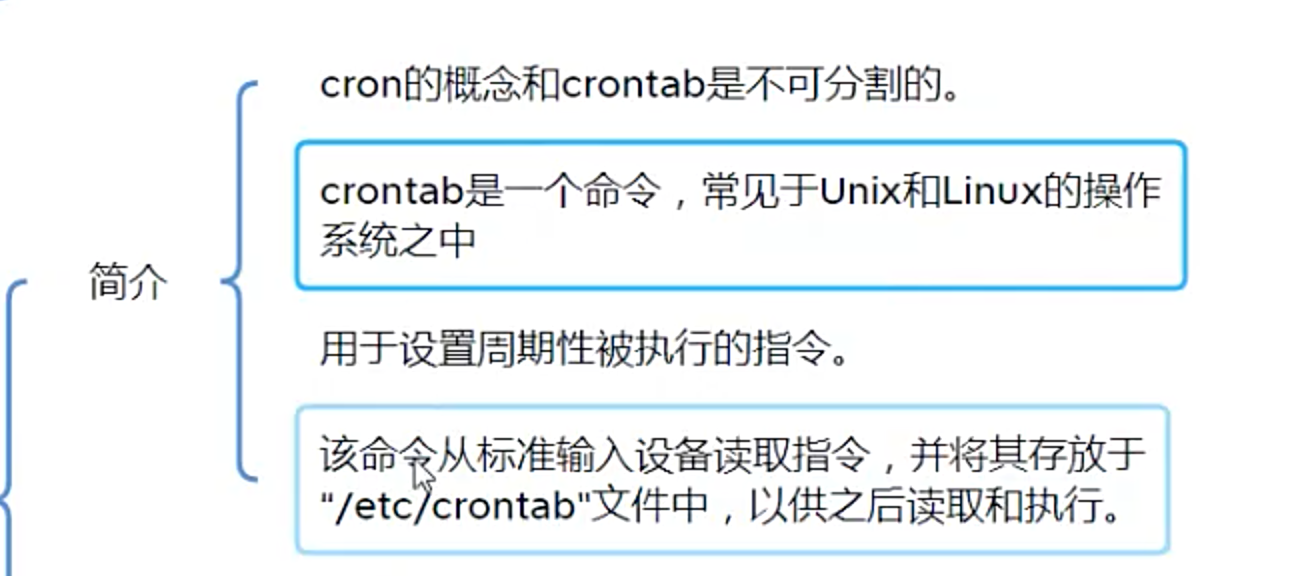 cron的概念和crontab是不可分割的。
crontab是一个命令，常见于Unix和Linux的操作
系统之中
简介
用于设置周期性被执行的指令。
该命令从标准输入设备读取指令，并将其存放于
"/etc/crontab"文件中，以供之后读取和执行。